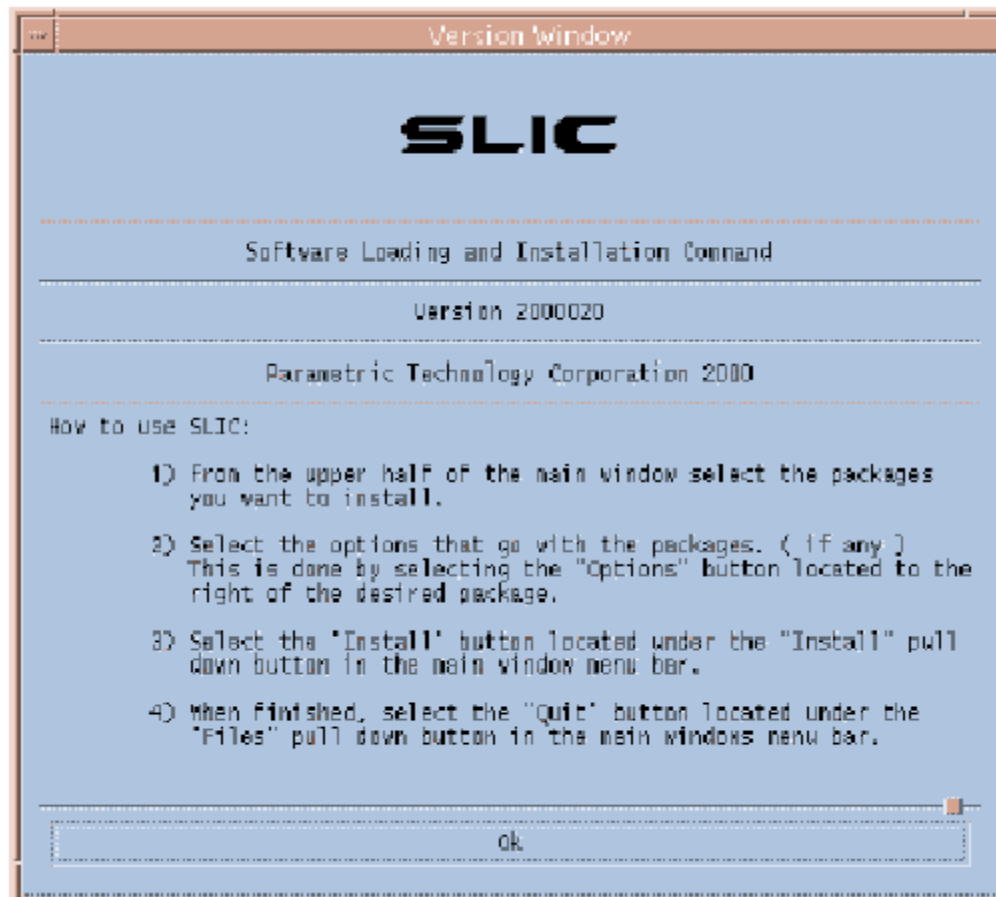 Version Window
SLIC
Software Loading and Installation Command
Version 2000020
Parametric Technology Corporation 2000
How to use SLIC:
1) From the upper half of the main window select the packages
you want to install.
2) Select the options that go with the packages. ( if any )
This is done by selecting the "Options" button located to the
right of the desired package.
3) Select the "Install" button located under the "Install" pull
down button in the main window menu bar.
4) When finished, select the "Quit" button located under the
"Files" pull down button in the main windows menu bar.
Ok